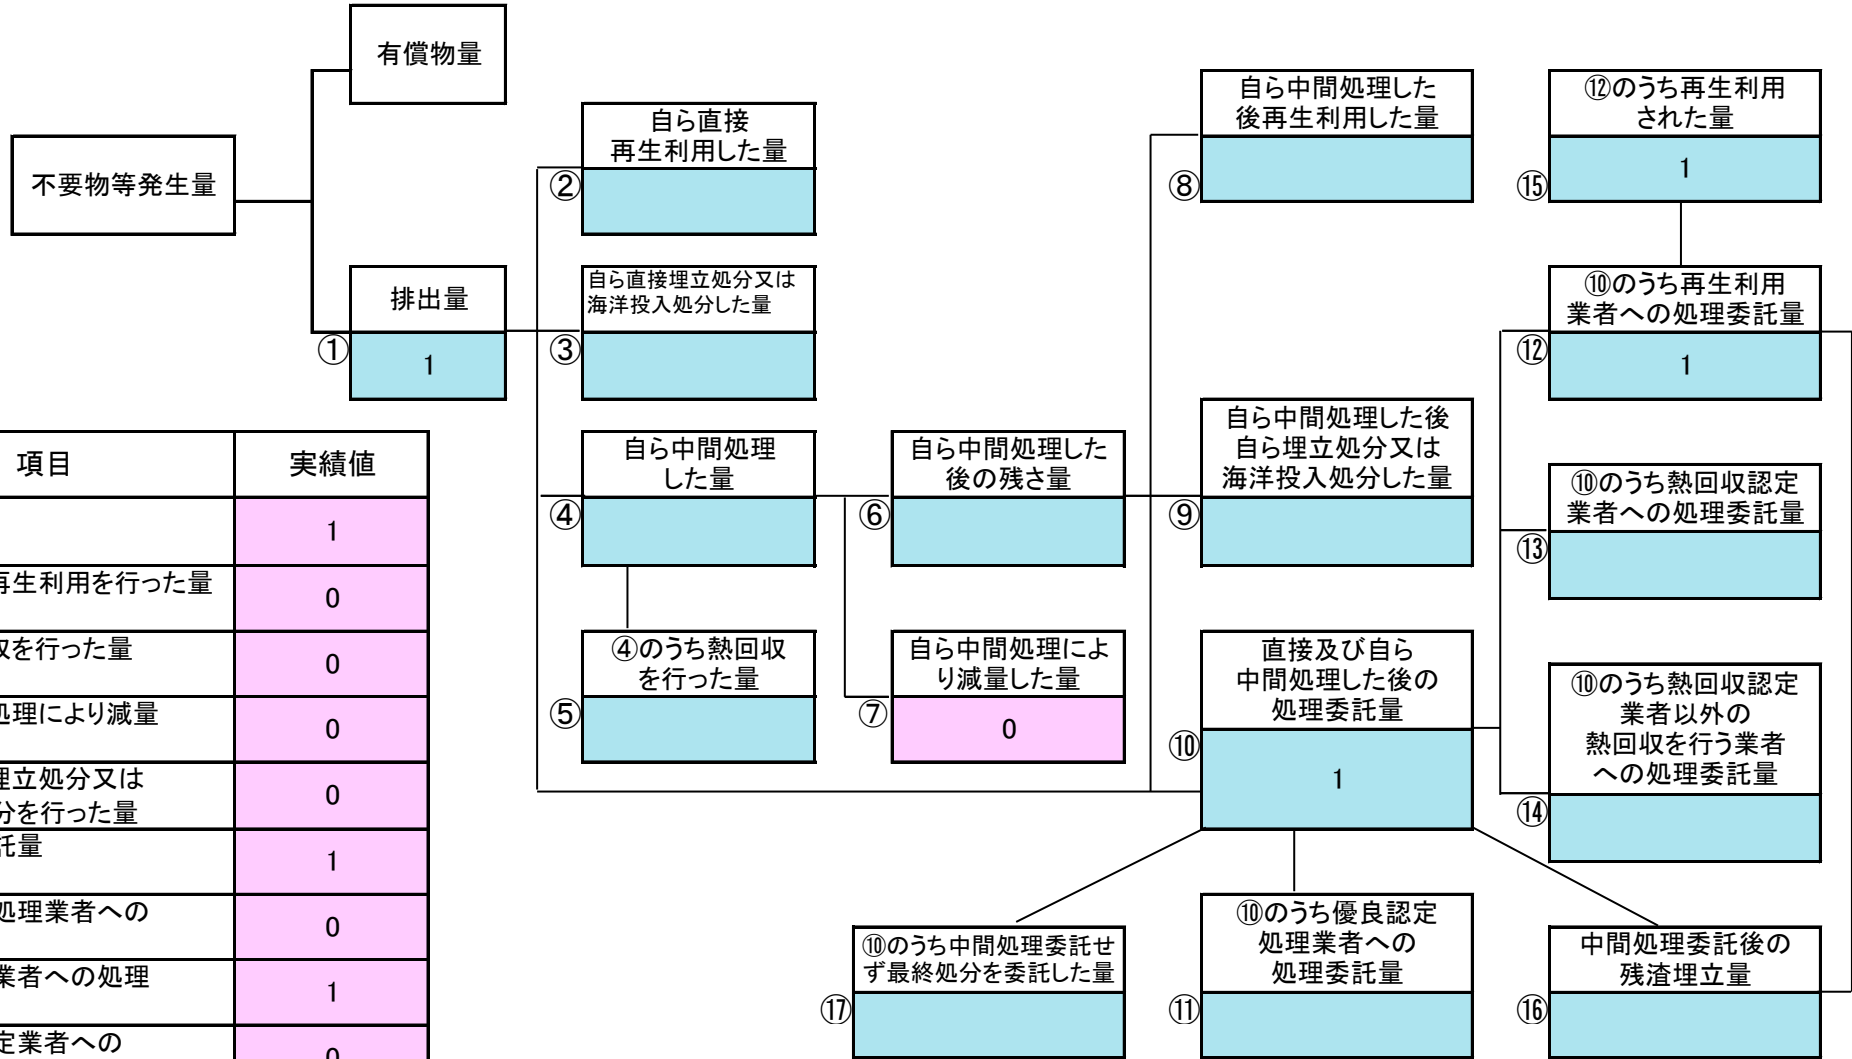 有償物量
不要物等発生量
排出量
①
1
自ら直接
再生利用した量
②
自ら直接埋立処分又は
海洋投入処分した量
③
自ら中間処理
した量
④
④のうち熱回収
を行った量
⑤
自ら中間処理した
後の残さ量
⑥
自ら中間処理によ
り減量した量
⑦
0
自ら中間処理した
後再生利用した量
⑧
自ら中間処理した後
自ら埋立処分又は
海洋投入処分した量
⑨
直接及び自ら
中間処理した後の
処理委託量
⑩
1
⑫のうち再生利用
された量
⑮
1
⑩のうち再生利用
業者への処理委託量
⑫
1
⑩のうち熱回収認定
業者への処理委託量
⑬
⑩のうち熱回収認定
業者以外の
熱回収を行う業者
への処理委託量
⑭
⑩のうち中間処理委託せ
ず最終処分を委託した量
⑰
⑩のうち優良認定
処理業者への
処理委託量
⑪
中間処理委託後の
残渣埋立量
⑯
項目 実績値
1
再生利用を行った量 0
を行った量 0
処理により減量 0
埋立処分又は
を行った量 0
託量 1
処理業者への 0
業者への処理 1
定業者への 0